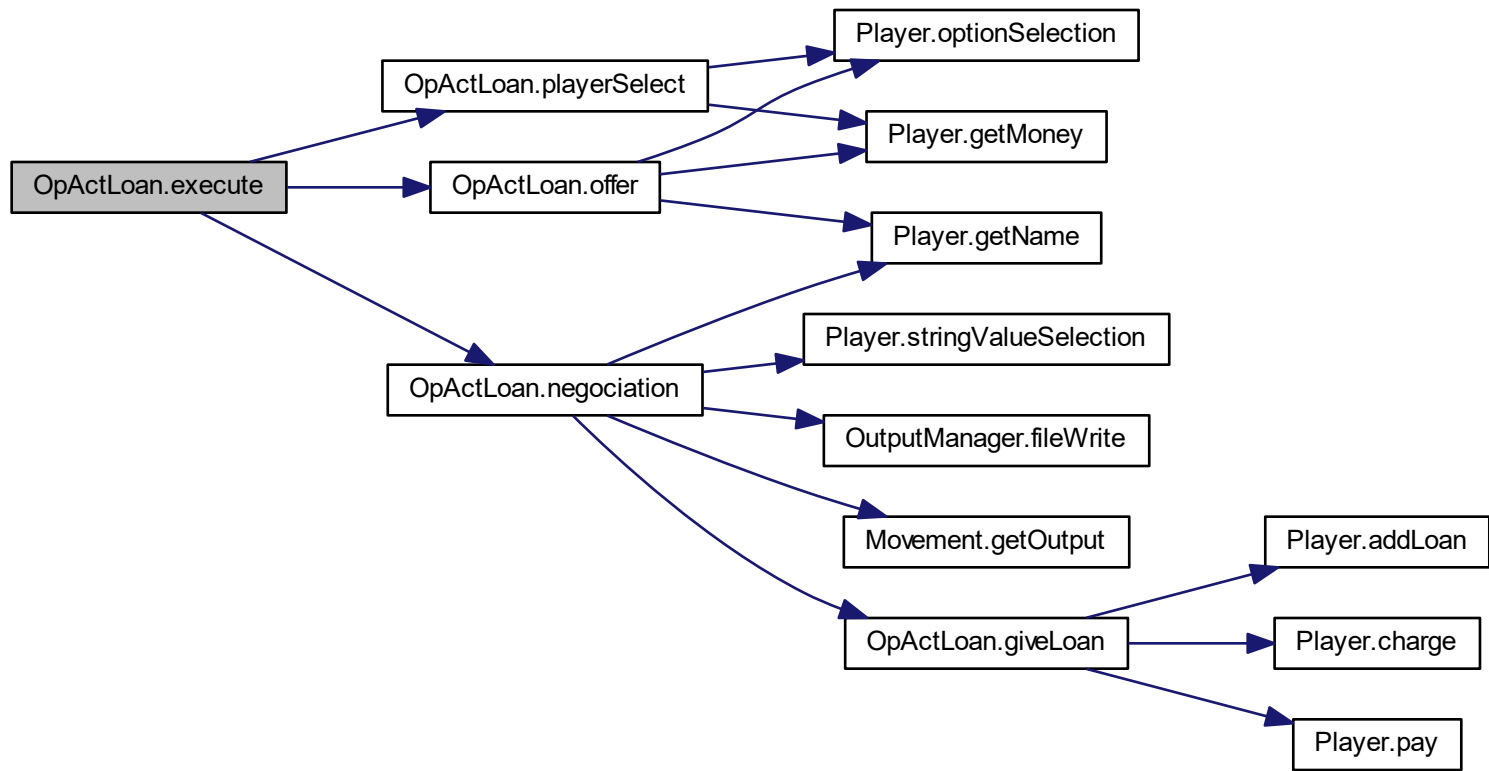 Player.optionSelection
OpActLoan.playerSelect
Player.getMoney
OpActLoan.execute
OpActLoan.offer
Player.getName
Player.stringValueSelection
OpActLoan.negociation
OutputManager.fileWrite
Movement.getOutput
Player.addLoan
OpActLoan.giveLoan
Player.charge
Player.pay